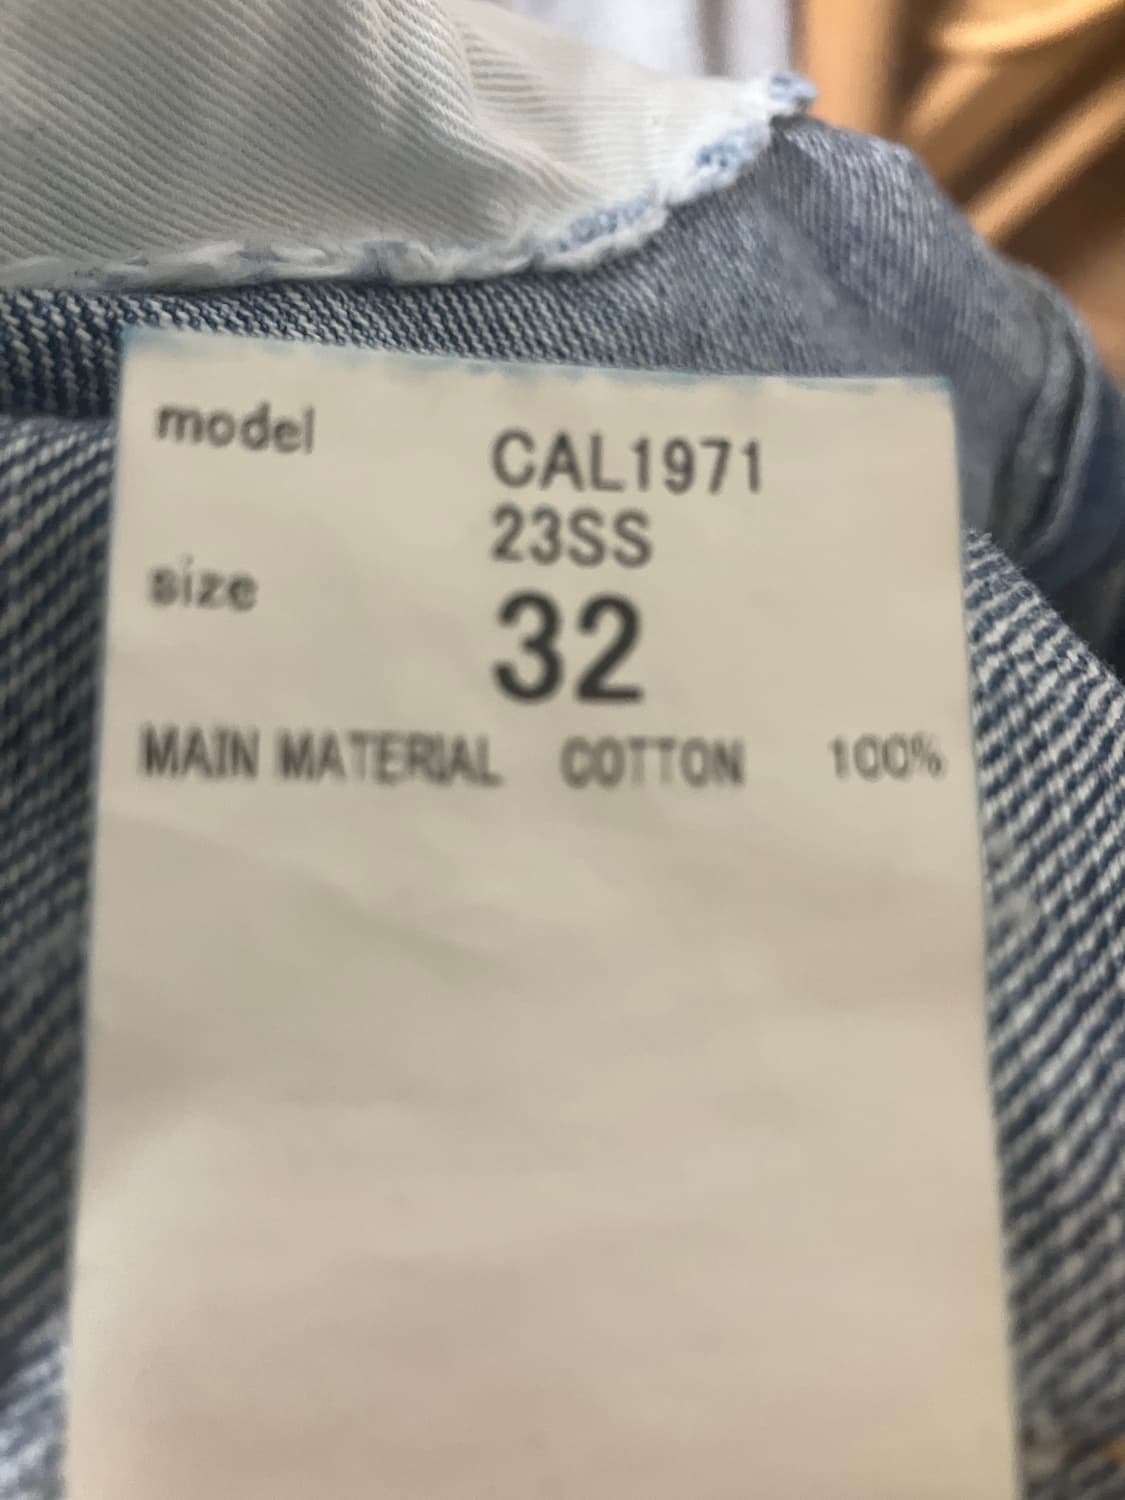 model CAL1971
23SS
size 32
MAIN MATERIAL COTTON 100%